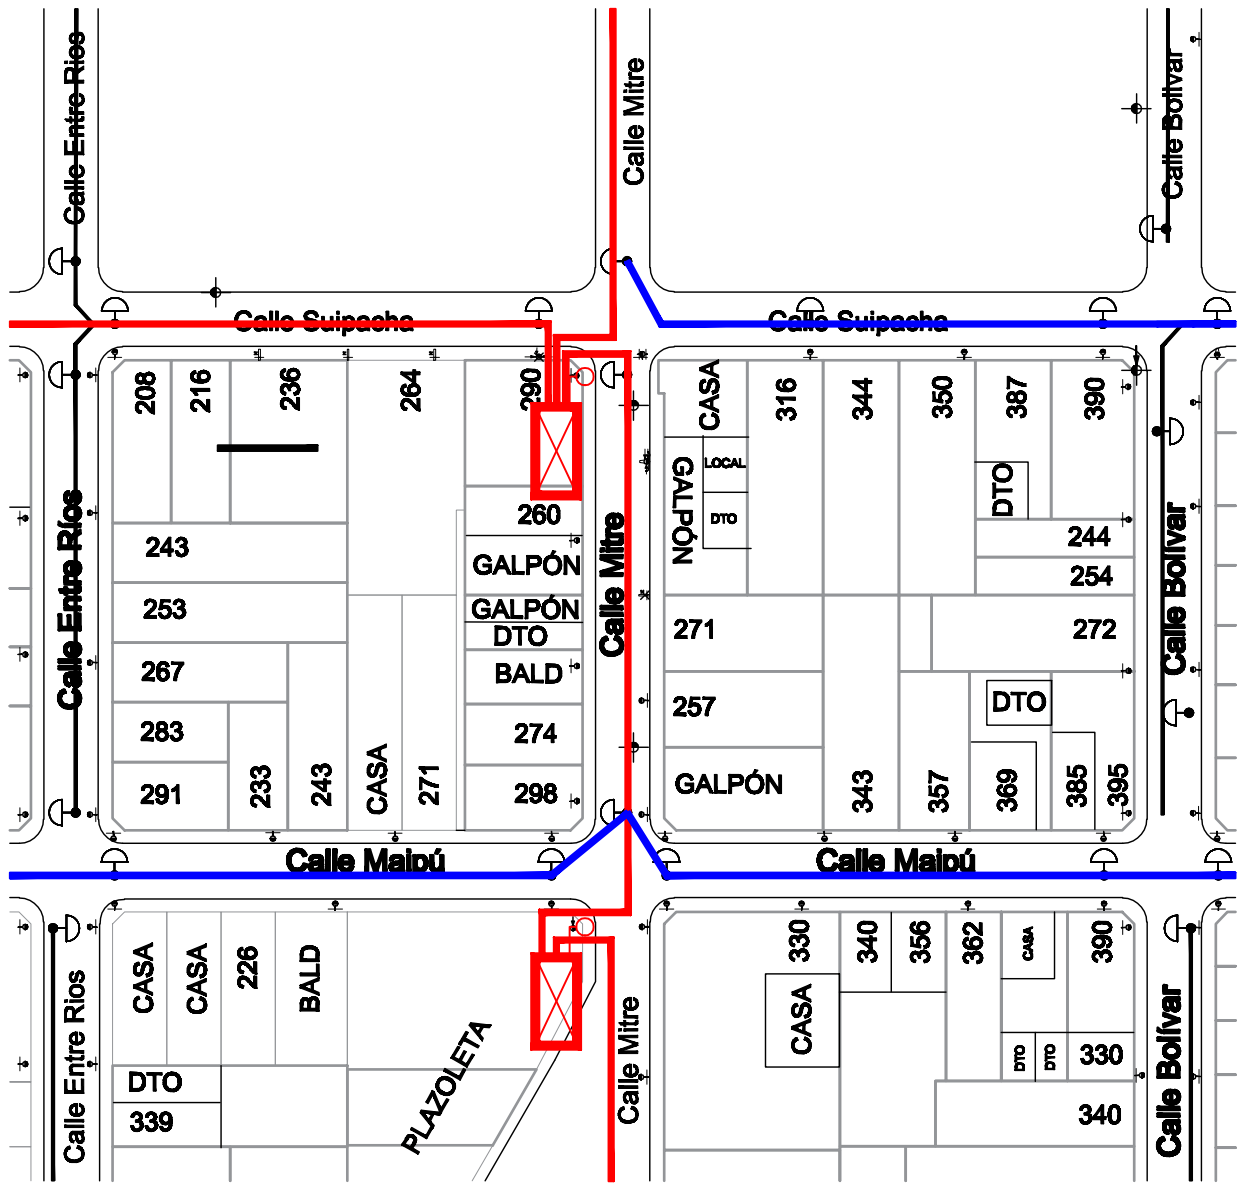 Calle Entre Rios
Calle Mitre
Calle Bolívar
Calle Suipacha
Calle Suipacha
208
216
236
264
290
CASA
316
344
350
387
390
LOCAL
GALPÓN
DTO
DTO
260
243
GALPÓN
244
254
253
GALPÓN
DTO
271
272
267
BALD
257
DTO
283
274
291
233
243
CASA
271
298
GALPÓN
343
357
369
385
395
Calle Entre Ríos
Calle Mitre
Calle Bolívar
Calle Maipú
Calle Maipú
CASA
CASA
226
BALD
330
340
356
362
CASA
390
CASA
PLAZOLETA
DTO
DTO
330
DTO
339
340
Calle Entre Rios
Calle Mitre
Calle Bolívar